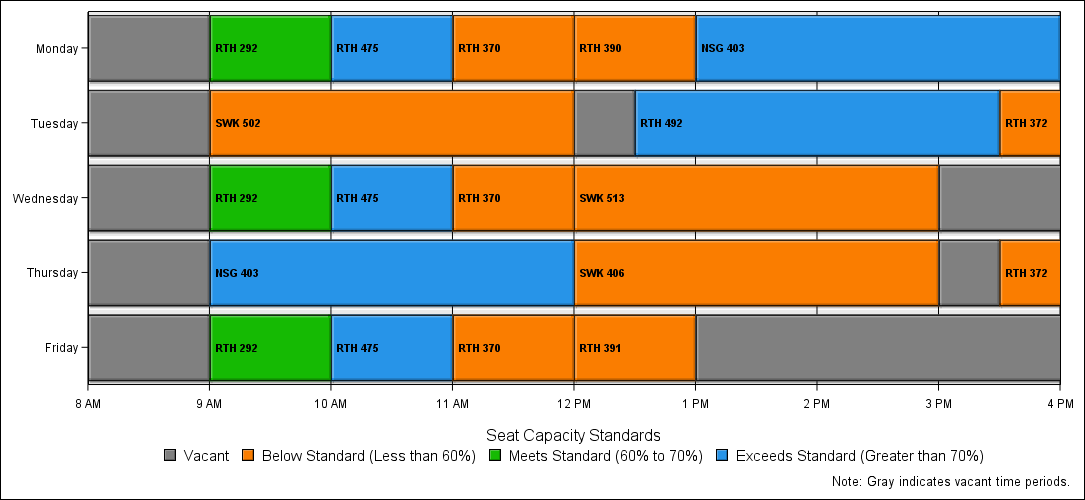 Monday
RTH 292
RTH 475
RTH 370
RTH 390
NSG 403
Tuesday
SWK 502
RTH 492
RTH 372
Wednesday
RTH 292
RTH 475
RTH 370
SWK 513
Thursday
NSG 403
SWK 406
RTH 372
Friday
RTH 292
RTH 475
RTH 370
RTH 391
8 AM 9 AM 10 AM 11 AM 12 PM 1 PM 2 PM 3 PM 4 PM
Seat Capacity Standards
Vacant Below Standard (Less than 60%) Meets Standard (60% to 70%) Exceeds Standard (Greater than 70%)
Note: Gray indicates vacant time periods.